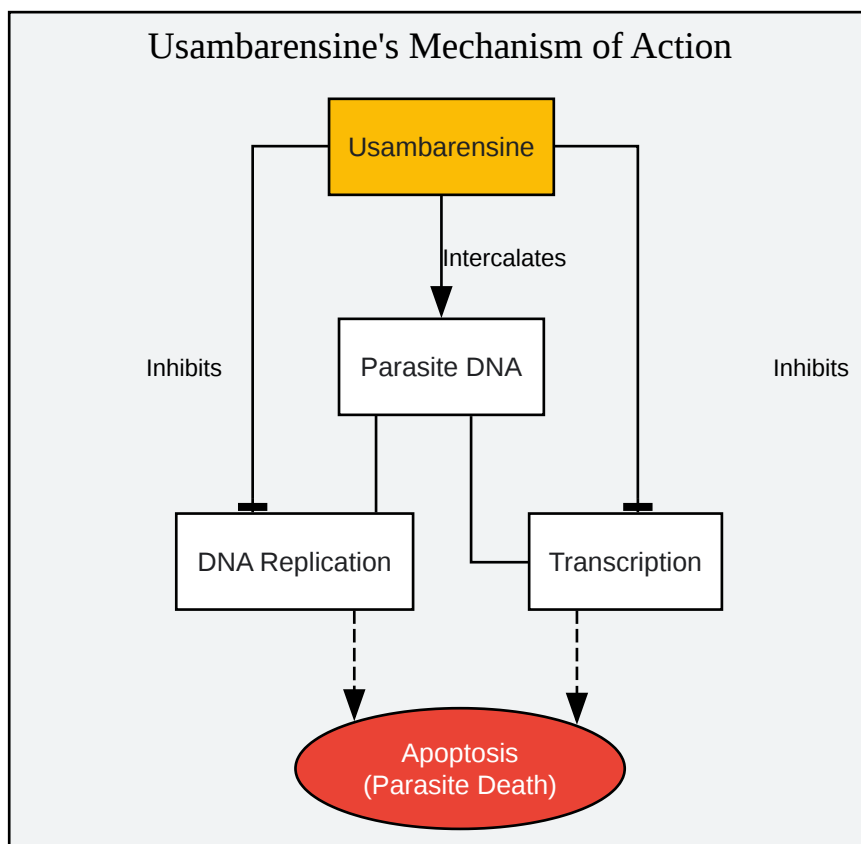 Usambarensine's Mechanism of Action
Usambarensine
Intercalates
Parasite DNA
Inhibits
Inhibits
DNA Replication
Transcription
Apoptosis
(Parasite Death)